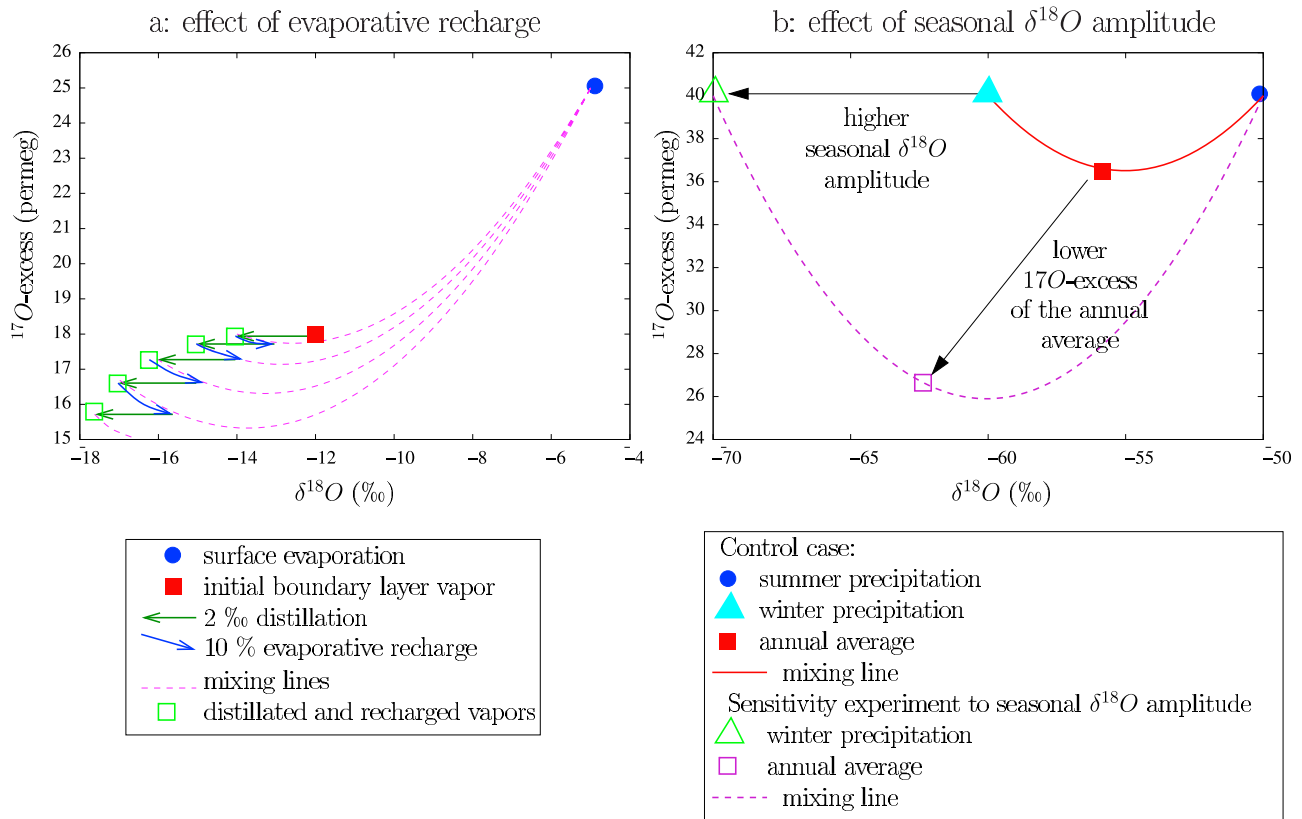 a: effect of evaporative recharge
26
25
24
23
22
21
20
19
18
17
16
15
−18
−16
−14
−12
−10
−8
−6
−4
17O-excess (permeg)
δ18O (‰)
surface evaporation
initial boundary layer vapor
2 ‰ distillation
10 % evaporative recharge
mixing lines
distillated and recharged vapors
b: effect of seasonal δ18O amplitude
42
40
38
36
34
32
30
28
26
24
−70
−65
−60
−55
−50
17O-excess (permeg)
δ18O (‰)
higher
seasonal δ18O
amplitude
lower
17O-excess
of the annual
average
Control case:
summer precipitation
winter precipitation
annual average
mixing line
Sensitivity experiment to seasonal δ18O amplitude
winter precipitation
annual average
mixing line